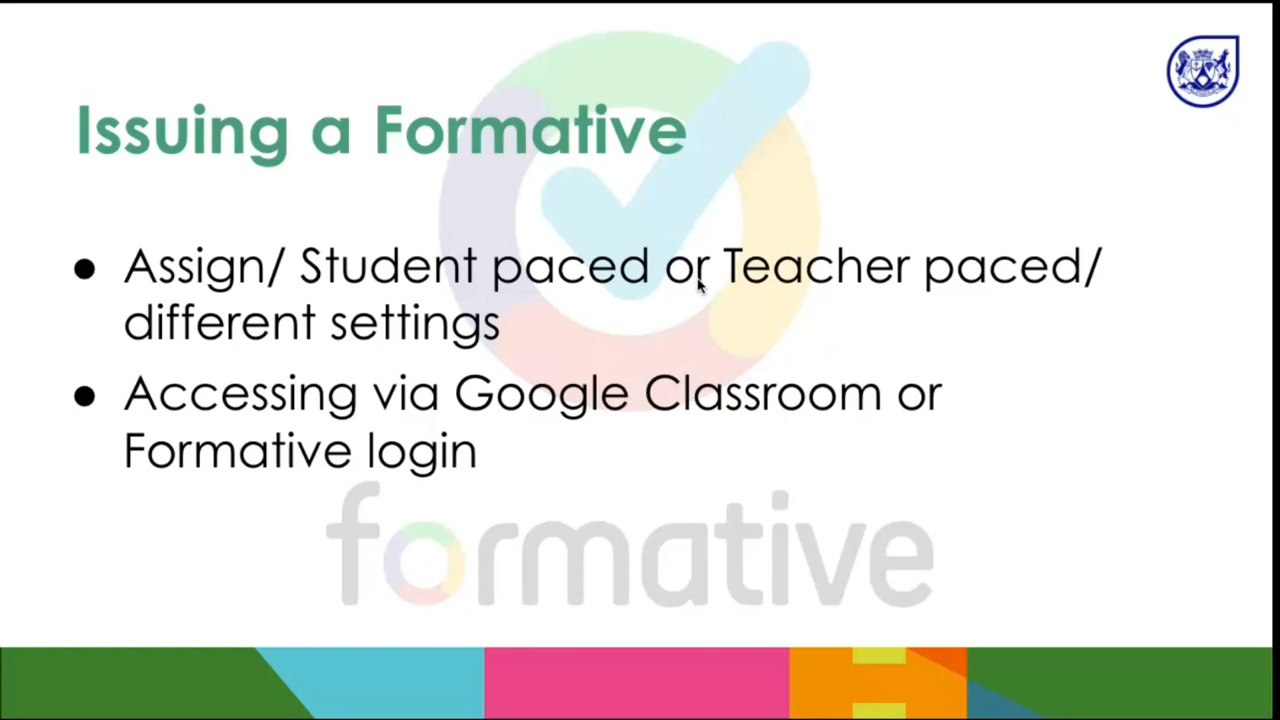 Issuing a Formative
● Assign/ Student paced or Teacher paced/
different settings
● Accessing via Google Classroom or
Formative login
formative